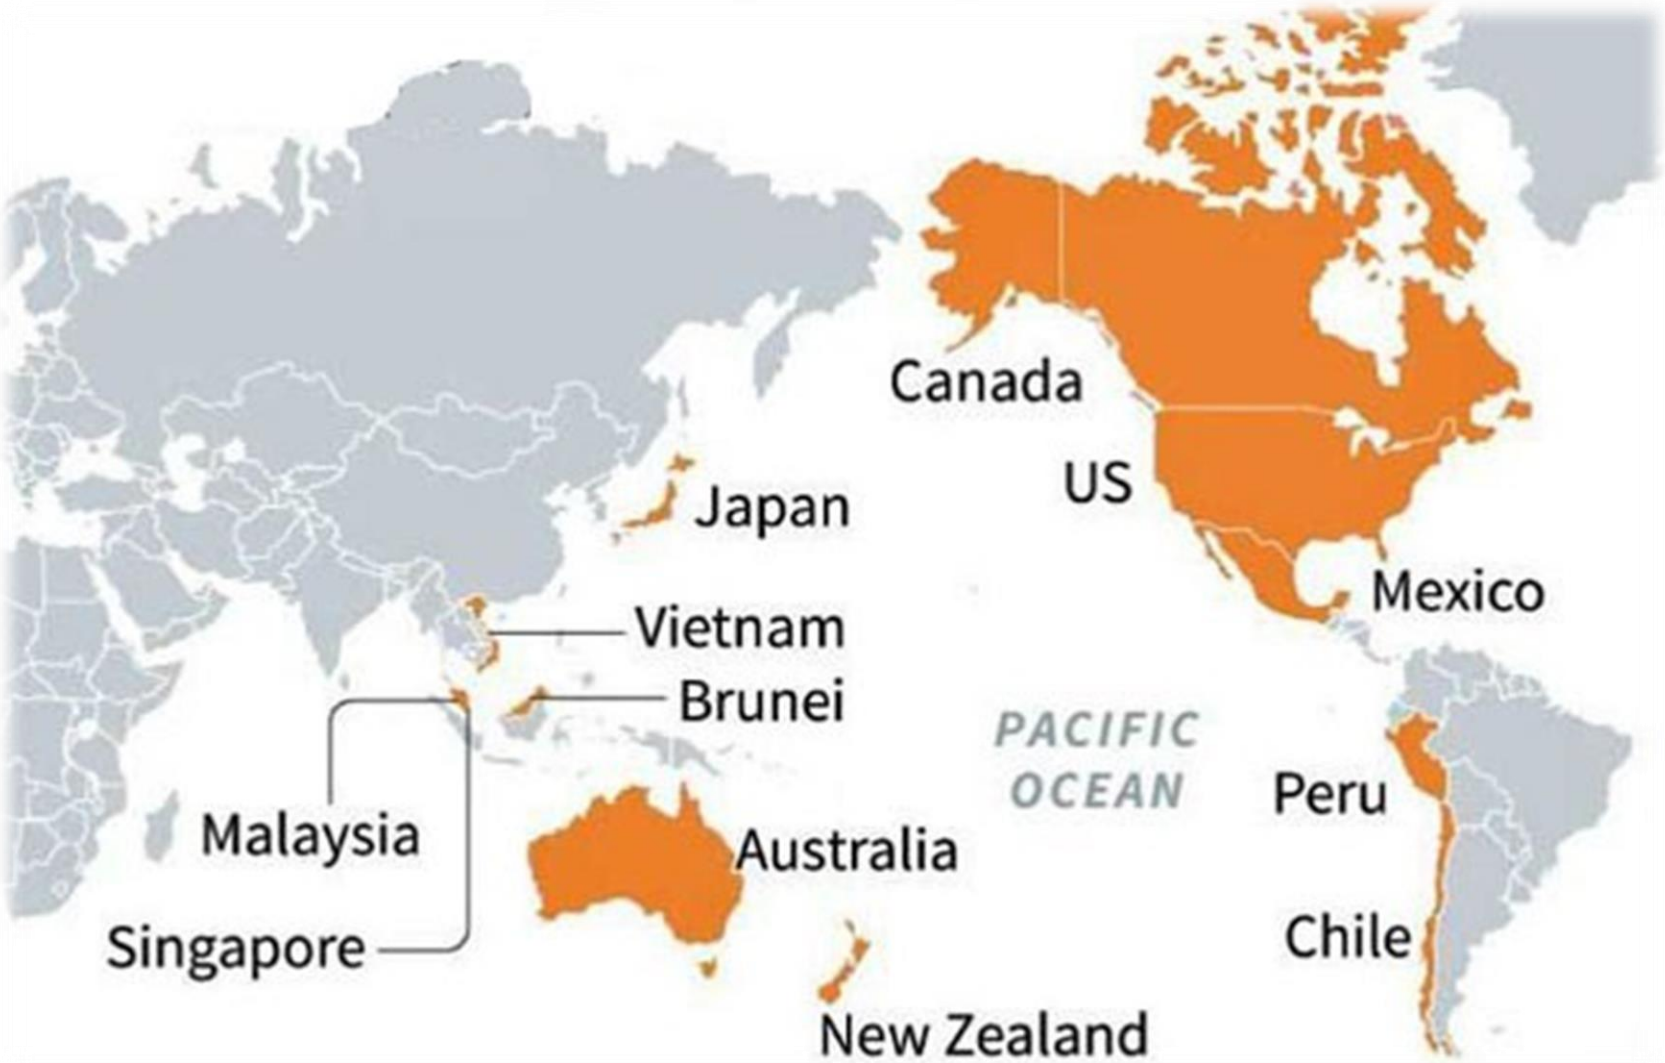 Canada
US
Japan
Mexico
Vietnam
Brunei
PACIFIC
OCEAN
Peru
Malaysia
Australia
Chile
Singapore
New Zealand